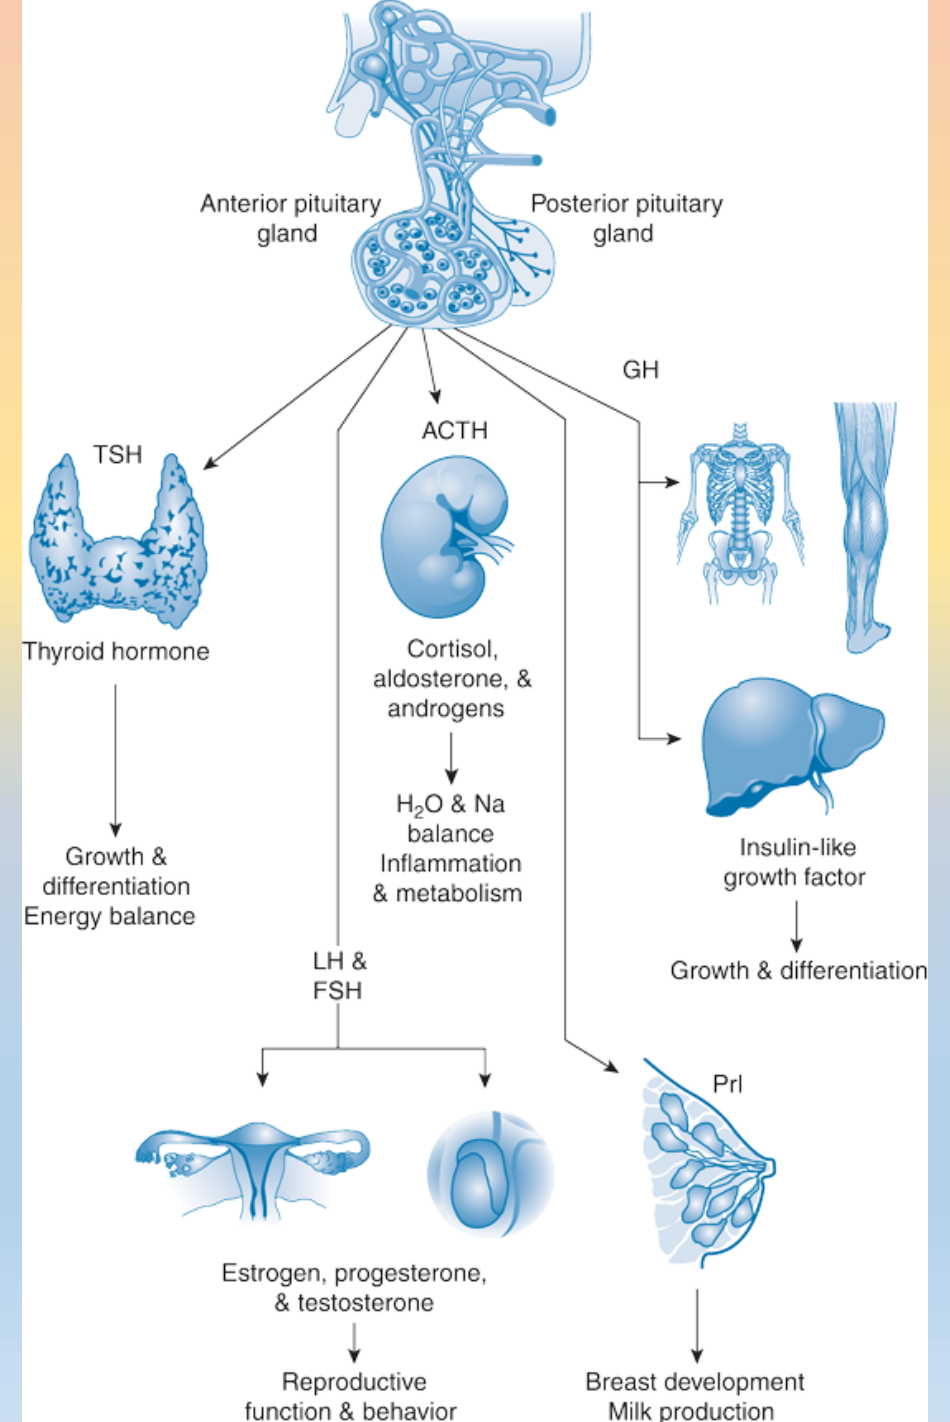 Anterior pituitary
gland
Posterior pituitary
gland
GH
ACTH
TSH
Thyroid hormone
Growth &
differentiation
Energy balance
Cortisol,
aldosterone, &
androgens
H₂O & Na
balance
Inflammation
& metabolism
Insulin-like
growth factor
Growth & differentiation
LH &
FSH
Prl
Estrogen, progesterone,
& testosterone
Reproductive
function & behavior
Breast development
Milk production